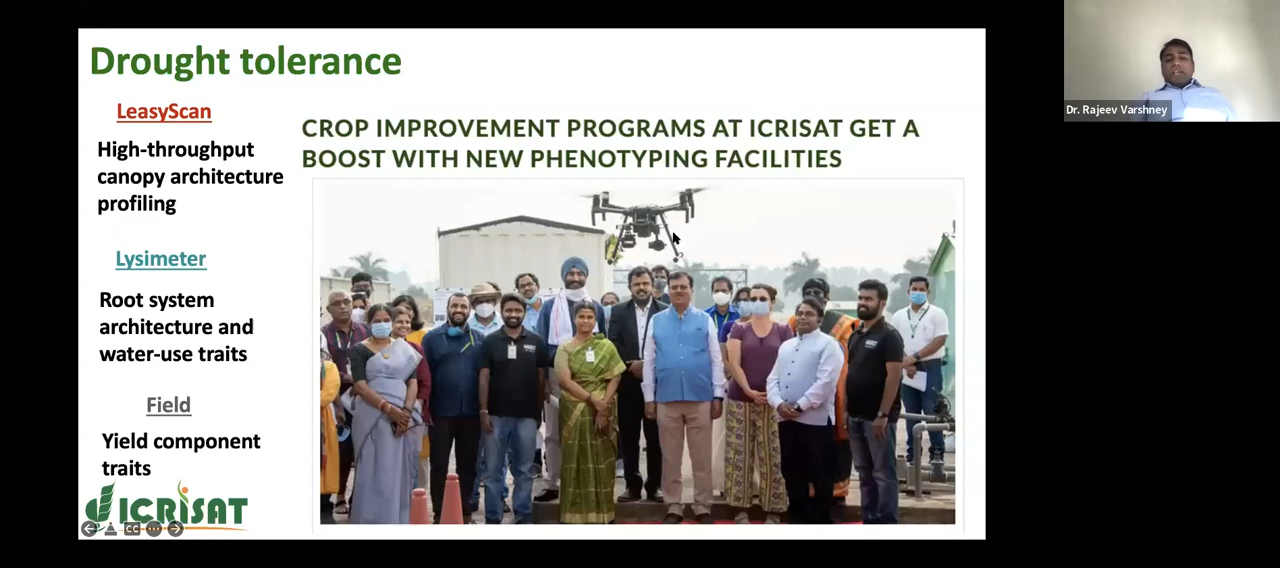 Drought tolerance
LeasyScan
High-throughput
canopy architecture
profiling
Lysimeter
Root system
architecture and
water-use traits
Field
Yield component
traits
ICRISAT
CROP IMPROVEMENT PROGRAMS AT ICRISAT GET A
BOOST WITH NEW PHENOTYPING FACILITIES
Dr. Rajeev Varshney